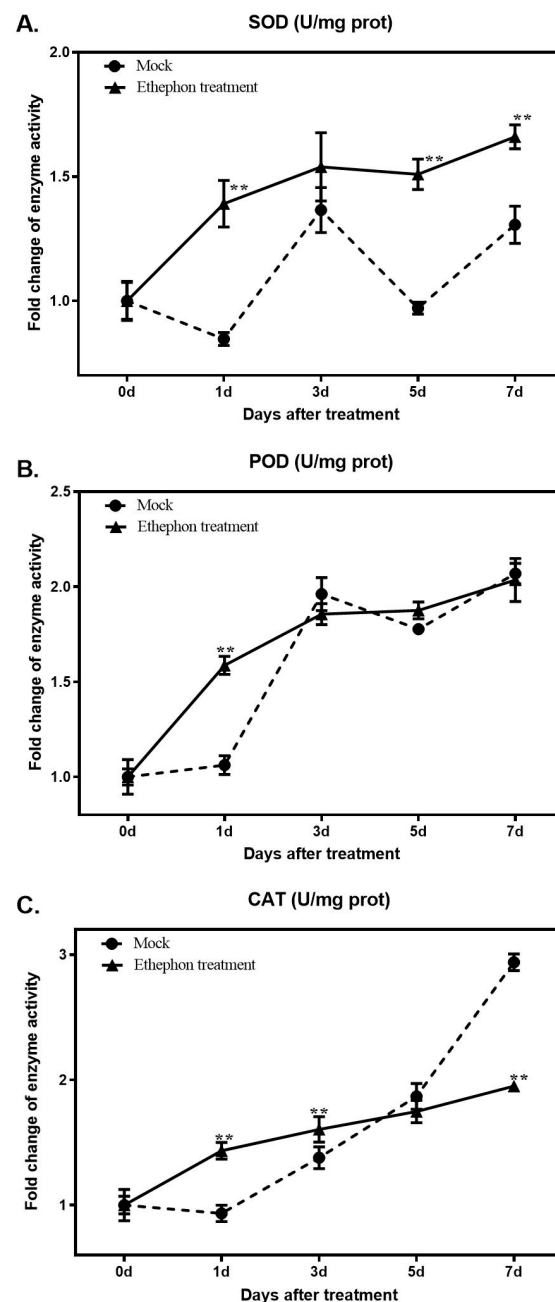 A.
SOD (U/mg prot)
2.0
Mock
Ethephon treatment
**
**
**
1.5
1.0
Fold change of enzyme activity
0d 1d 3d 5d 7d
Days after treatment
B.
POD (U/mg prot)
2.5
Mock
Ethephon treatment
2.0
**
1.5
1.0
Fold change of enzyme activity
0d 1d 3d 5d 7d
Days after treatment
C.
CAT (U/mg prot)
3
Mock
Ethephon treatment
2
**
**
**
1
Fold change of enzyme activity
0d 1d 3d 5d 7d
Days after treatment